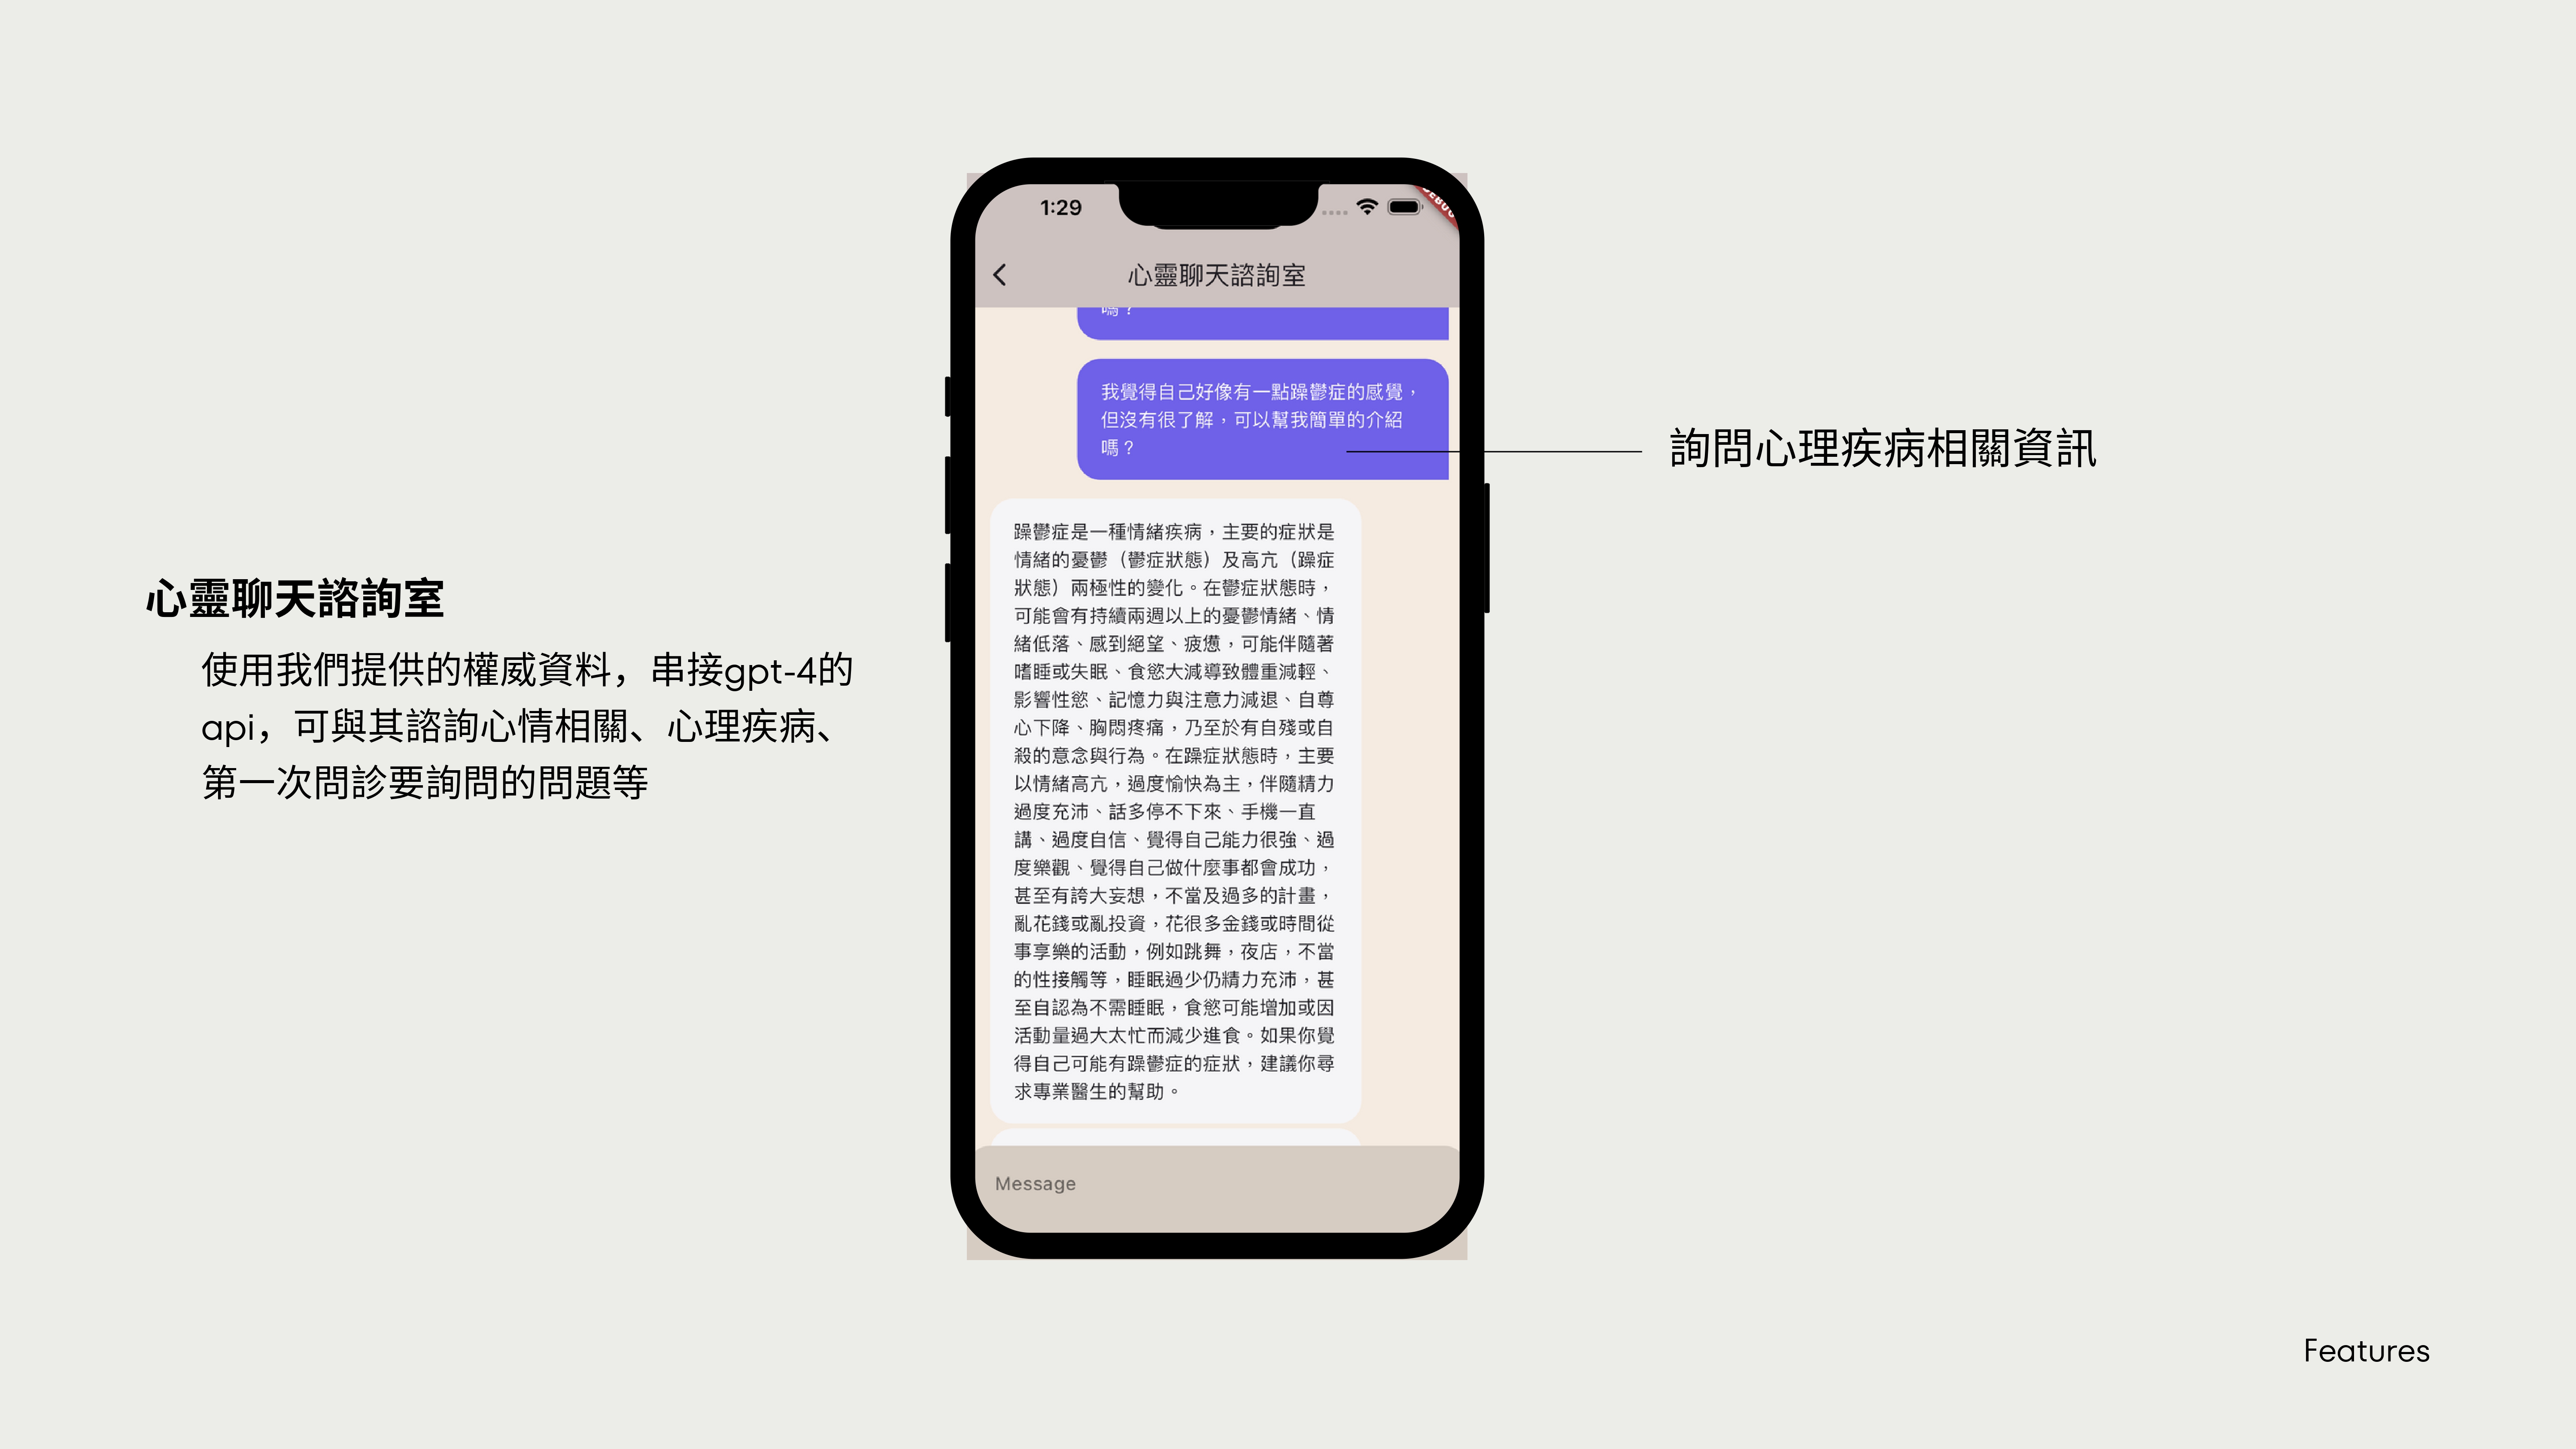 心靈聊天諮詢室
使用我們提供的權威資料，串接gpt-4的
api，可與其諮詢心情相關、心理疾病、
第一次問診要詢問的問題等
1:29
心靈聊天諮詢室
嗎？
我覺得自己好像有一點躁鬱症的感覺，
但沒有很了解，可以幫我簡單的介紹
嗎？
躁鬱症是一種情緒疾病，主要的症狀是
情緒的憂鬱（鬱症狀態）及高亢（躁症
狀態）兩極性的變化。在鬱症狀態時，
可能會有持續兩週以上的憂鬱情緒、情
緒低落、感到絕望、疲憊，可能伴隨著
嗜睡或失眠、食慾大減導致體重減輕、
影響性慾、記憶力與注意力減退、自尊
心下降、胸悶疼痛，乃至於有自殘或自
殺的意念與行為。在躁症狀態時，主要
以情緒高亢，過度愉快為主，伴隨精力
過度充沛、話多停不下來、手機一直
講、過度自信、覺得自己能力很強、過
度樂觀、覺得自己做什麼事都會成功，
甚至有誇大妄想，不當及過多的計畫，
亂花錢或亂投資，花很多金錢或時間從
事享樂的活動，例如跳舞，夜店，不當
的性接觸等，睡眠過少仍精力充沛，甚
至自認為不需睡眠，食慾可能增加或因
活動量過大太忙而減少進食。如果你覺
得自己可能有躁鬱症的症狀，建議你尋
求專業醫生的幫助。
Message
詢問心理疾病相關資訊
Features